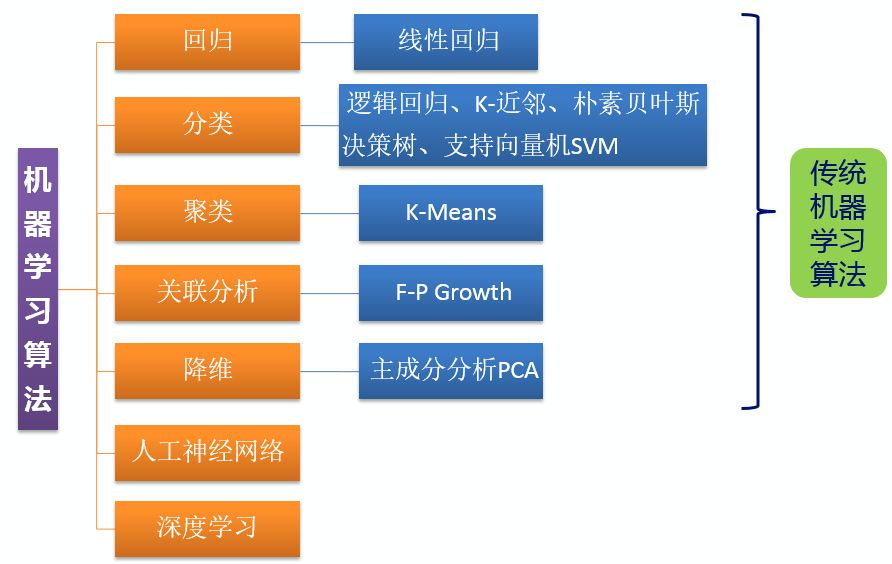 机器学习算法
回归
线性回归
分类
逻辑回归、K-近邻、朴素贝叶斯
决策树、支持向量机SVM
聚类
K-Means
关联分析
F-P Growth
降维
主成分分析PCA
人工神经网络
深度学习
传统
机器
学习
算法